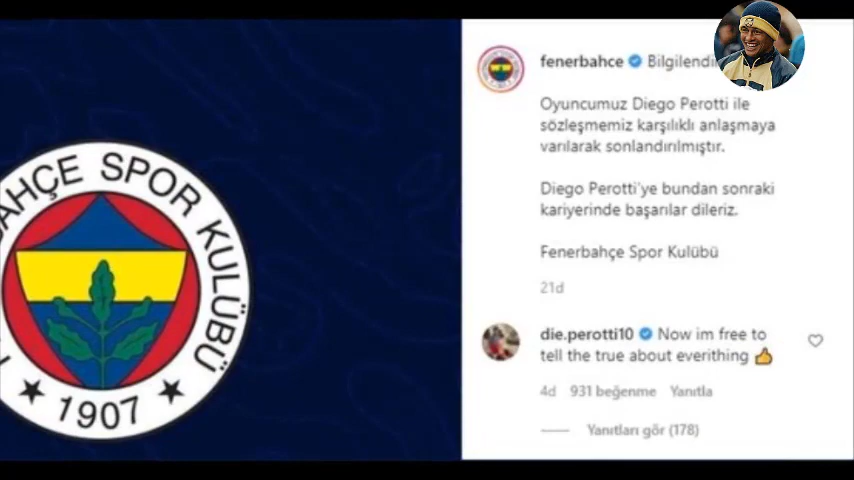 AHÇE SPOR KULÜBÜ
1907
fenerbahce
Oyuncumuz Diego Perotti ile
sözleşmemiz karşılıklı anlaşmaya
varılarak sonlandırılmıştır.
Diego Perotti'ye bundan sonraki
kariyerinde başarılar dileriz.
Fenerbahçe Spor Kulübü
21d
die.perotti10 Now im free to
tell the true about everithing 👍
4d 931 beğenme Yanıtla
Yanıtları gör (178)